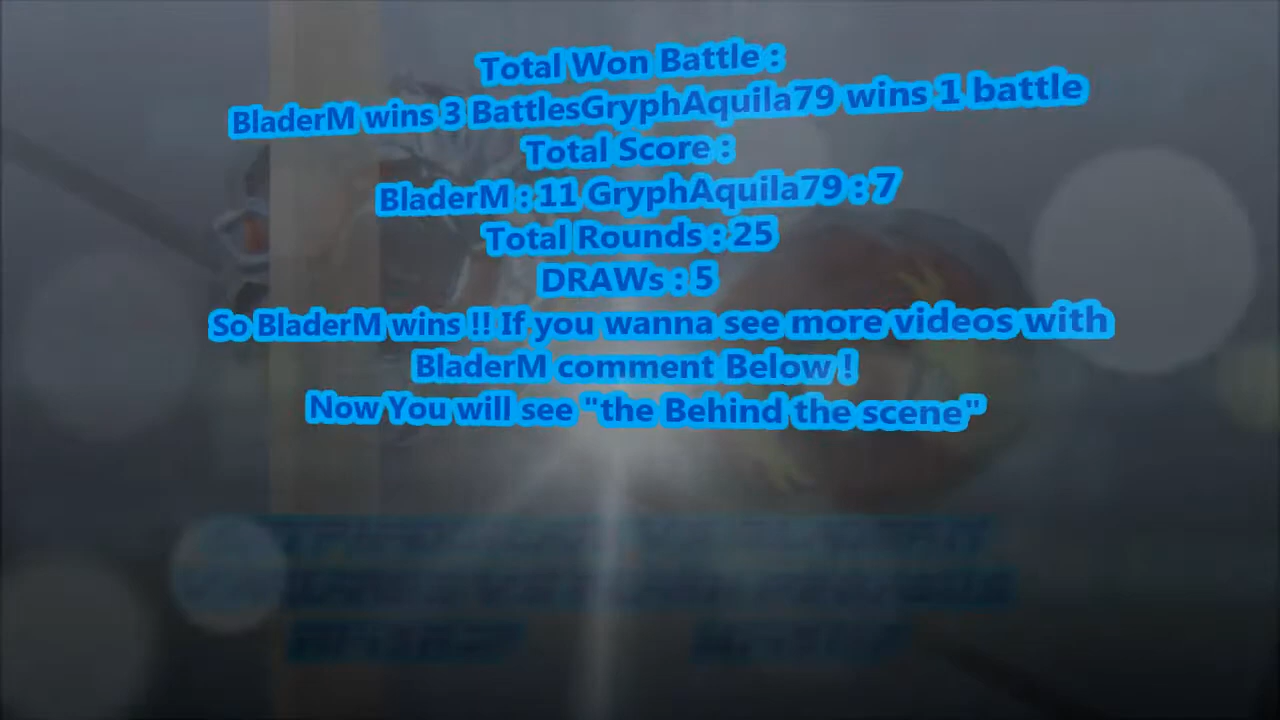 Total Won Battle :
BladerM wins 3 BattlesGryphAquila79 wins 1 battle
Total Score :
BladerM : 11 GryphAquila79 : 7
Total Rounds : 25
DRAWs : 5
So BladerM wins !! If you wanna see more videos with
BladerM comment Below !
Now You will see "the Behind the scene"